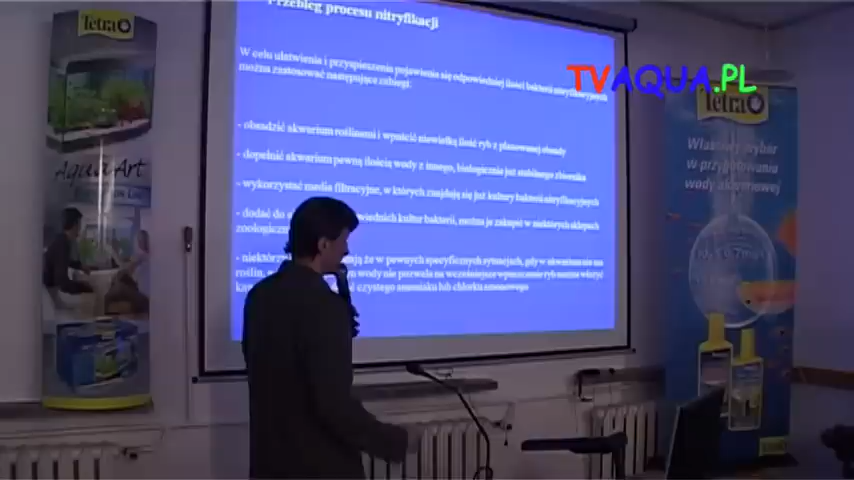 Przebieg procesu nitryfikacji
W celu ułatwienia i przyspieszenia pojawienia się odpowiedniej ilości bakterii nitryfikacyjnych
można zastosować następujące zabiegi:
- obsadzić akwarium roślinami i wpuścić niewielką ilość ryb z planowanej obsady
- dopełnić akwarium pewną ilością wody z innego, biologicznie już stabilnego zbiornika
- wykorzystać media filtracyjne, w których znajdują się już kultury bakterii nitryfikacyjnych
- dodać do kultur bakterii, można je zakupić w niektórych sklepach
że w pewnych specyficznych sytuacjach, gdy w akwarium nie ma
roślin, wody nie pozwala na wcześniejsze wpuszczenie ryb można
czystego amoniaku lub chlorku amonowego
TVAQUA.PL
Tetra
Aqua Art
Tetra
Właściwy wybór
w przygotowaniu
wody akwariowej